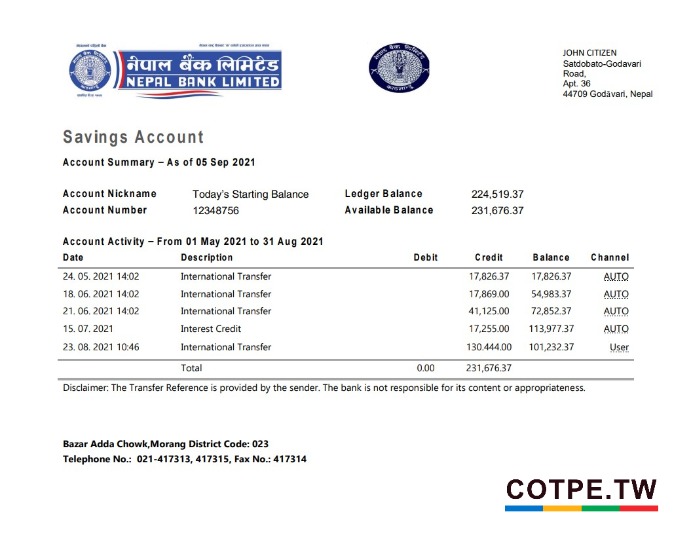 नेपाल बैंक लिमिटेड
NEPAL BANK LIMITED
JOHN CITIZEN
Satdobato-Godavari
Road,
Apt. 36
44709 Godāvari, Nepal
Savings Account
Account Summary – As of 05 Sep 2021
Account Nickname Today's Starting Balance Ledger Balance 224,519.37
Account Number 12348756 Available Balance 231,676.37
Account Activity – From 01 May 2021 to 31 Aug 2021
Date Description Debit Credit Balance Channel
24. 05. 2021 14:02 International Transfer 17,826.37 17,826.37 AUTO
18. 06. 2021 14:02 International Transfer 17,869.00 54,983.37 AUTO
21. 06. 2021 14:02 International Transfer 41,125.00 72,852.37 AUTO
15. 07. 2021 Interest Credit 17,255.00 113,977.37 AUTO
23. 08. 2021 10:46 International Transfer 130.444.00 101,232.37 User
Total 0.00 231,676.37
Disclaimer: The Transfer Reference is provided by the sender. The bank is not responsible for its content or appropriateness.
Bazar Adda Chowk,Morang District Code: 023
Telephone No.: 021-417313, 417315, Fax No.: 417314
COTPE.TW